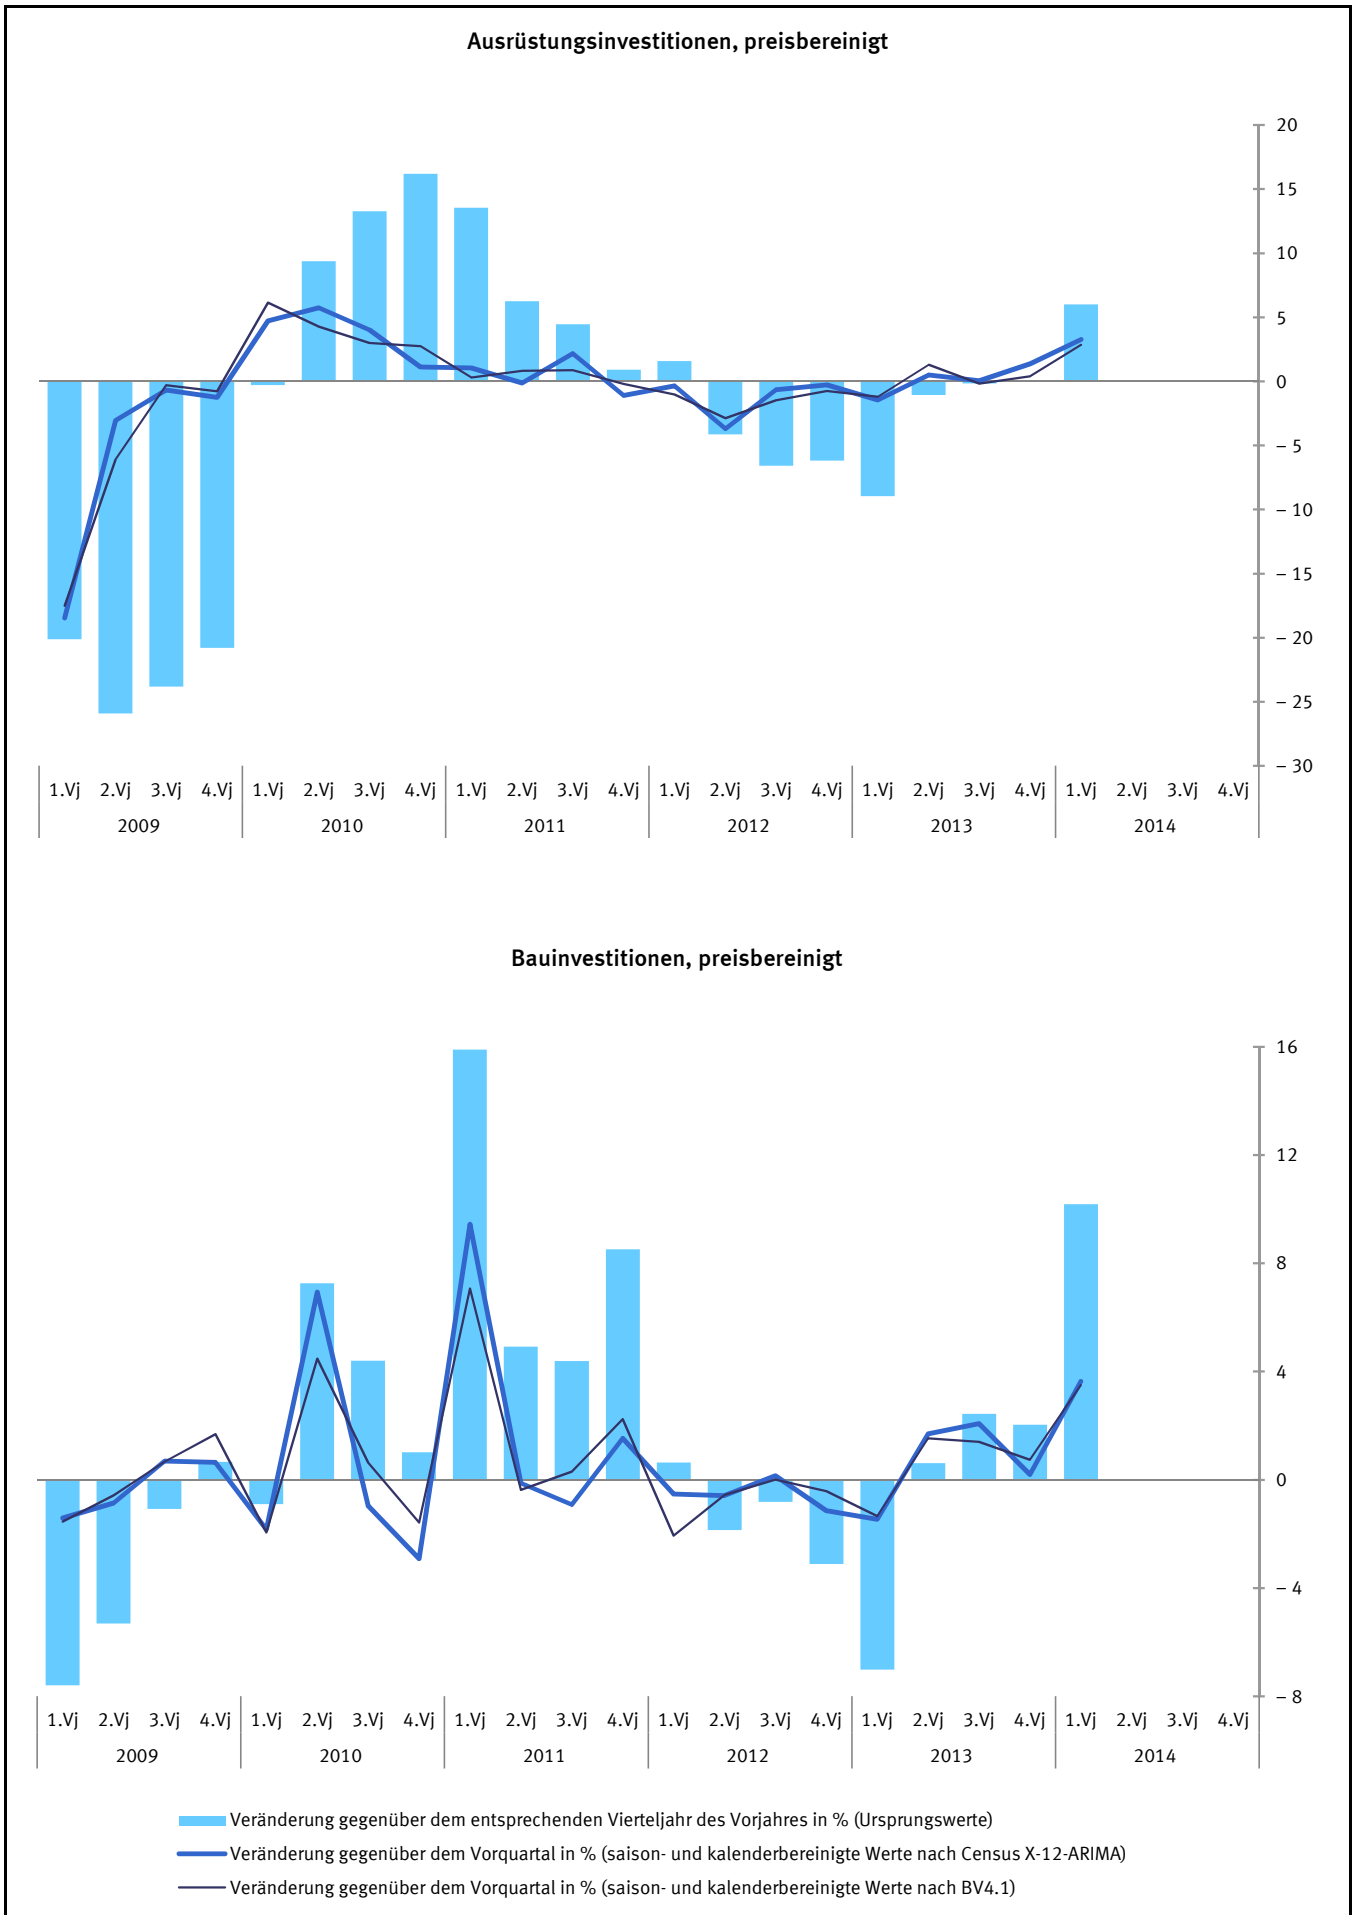 Ausrüstungsinvestitionen, preisbereinigt
20
15
10
5
0
– 5
– 10
– 15
– 20
– 25
– 30
1.Vj 2.Vj 3.Vj 4.Vj 1.Vj 2.Vj 3.Vj 4.Vj 1.Vj 2.Vj 3.Vj 4.Vj 1.Vj 2.Vj 3.Vj 4.Vj 1.Vj 2.Vj 3.Vj 4.Vj 1.Vj 2.Vj 3.Vj 4.Vj
2009 2010 2011 2012 2013 2014
Bauinvestitionen, preisbereinigt
16
12
8
4
0
– 4
– 8
1.Vj 2.Vj 3.Vj 4.Vj 1.Vj 2.Vj 3.Vj 4.Vj 1.Vj 2.Vj 3.Vj 4.Vj 1.Vj 2.Vj 3.Vj 4.Vj 1.Vj 2.Vj 3.Vj 4.Vj 1.Vj 2.Vj 3.Vj 4.Vj
2009 2010 2011 2012 2013 2014
Veränderung gegenüber dem entsprechenden Vierteljahr des Vorjahres in % (Ursprungswerte)
Veränderung gegenüber dem Vorquartal in % (saison- und kalenderbereinigte Werte nach Census X-12-ARIMA)
Veränderung gegenüber dem Vorquartal in % (saison- und kalenderbereinigte Werte nach BV4.1)